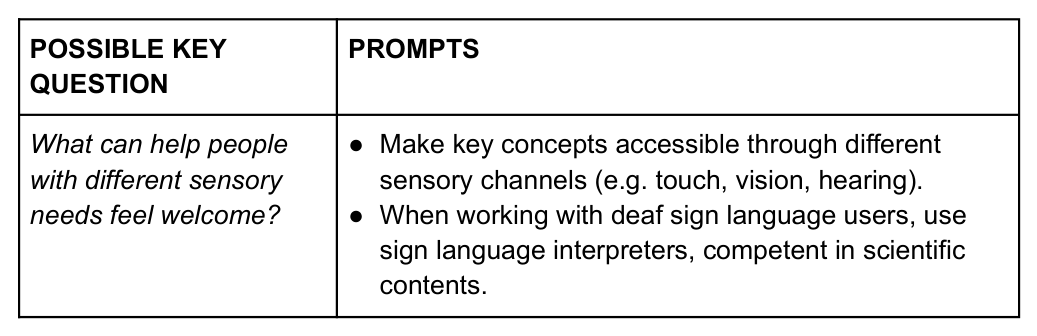 POSSIBLE KEY
QUESTION
PROMPTS
What can help people
with different sensory
needs feel welcome?
● Make key concepts accessible through different
sensory channels (e.g. touch, vision, hearing).
● When working with deaf sign language users, use
sign language interpreters, competent in scientific
contents.